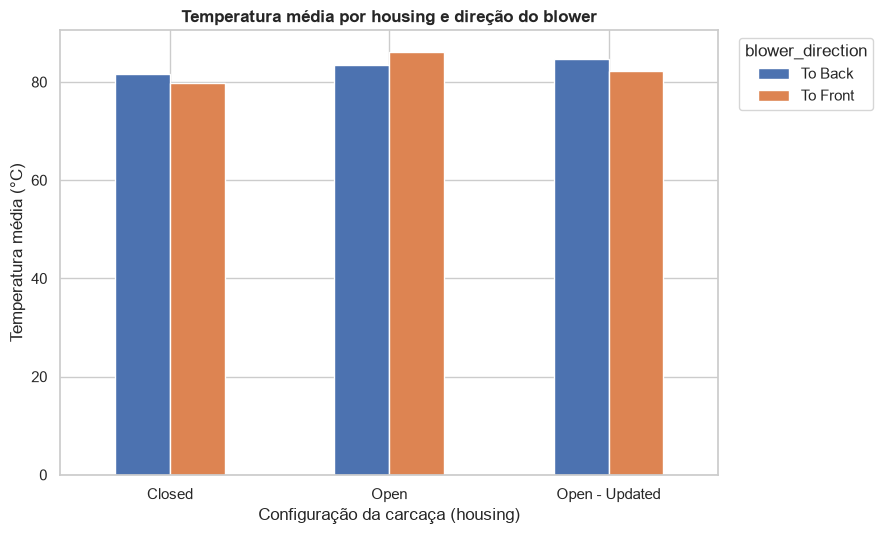 Temperatura média por housing e direção do blower
blower_direction
To Back
To Front
Temperatura média (°C)
80
60
40
20
0
Closed
Open
Open - Updated
Configuração da carcaça (housing)